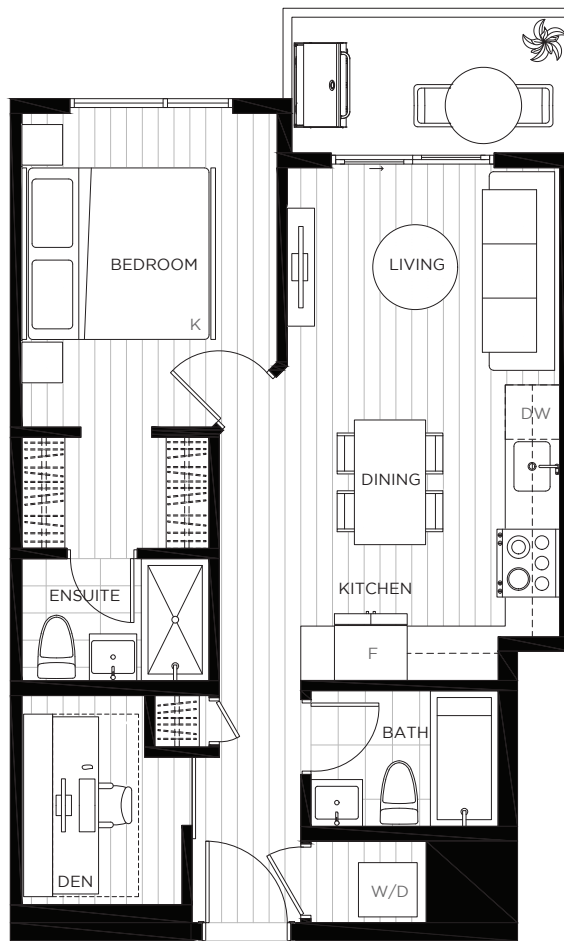 BEDROOM
LIVING
K
DW
DINING
KITCHEN
ENSUITE
F
BATH
DEN
W/D